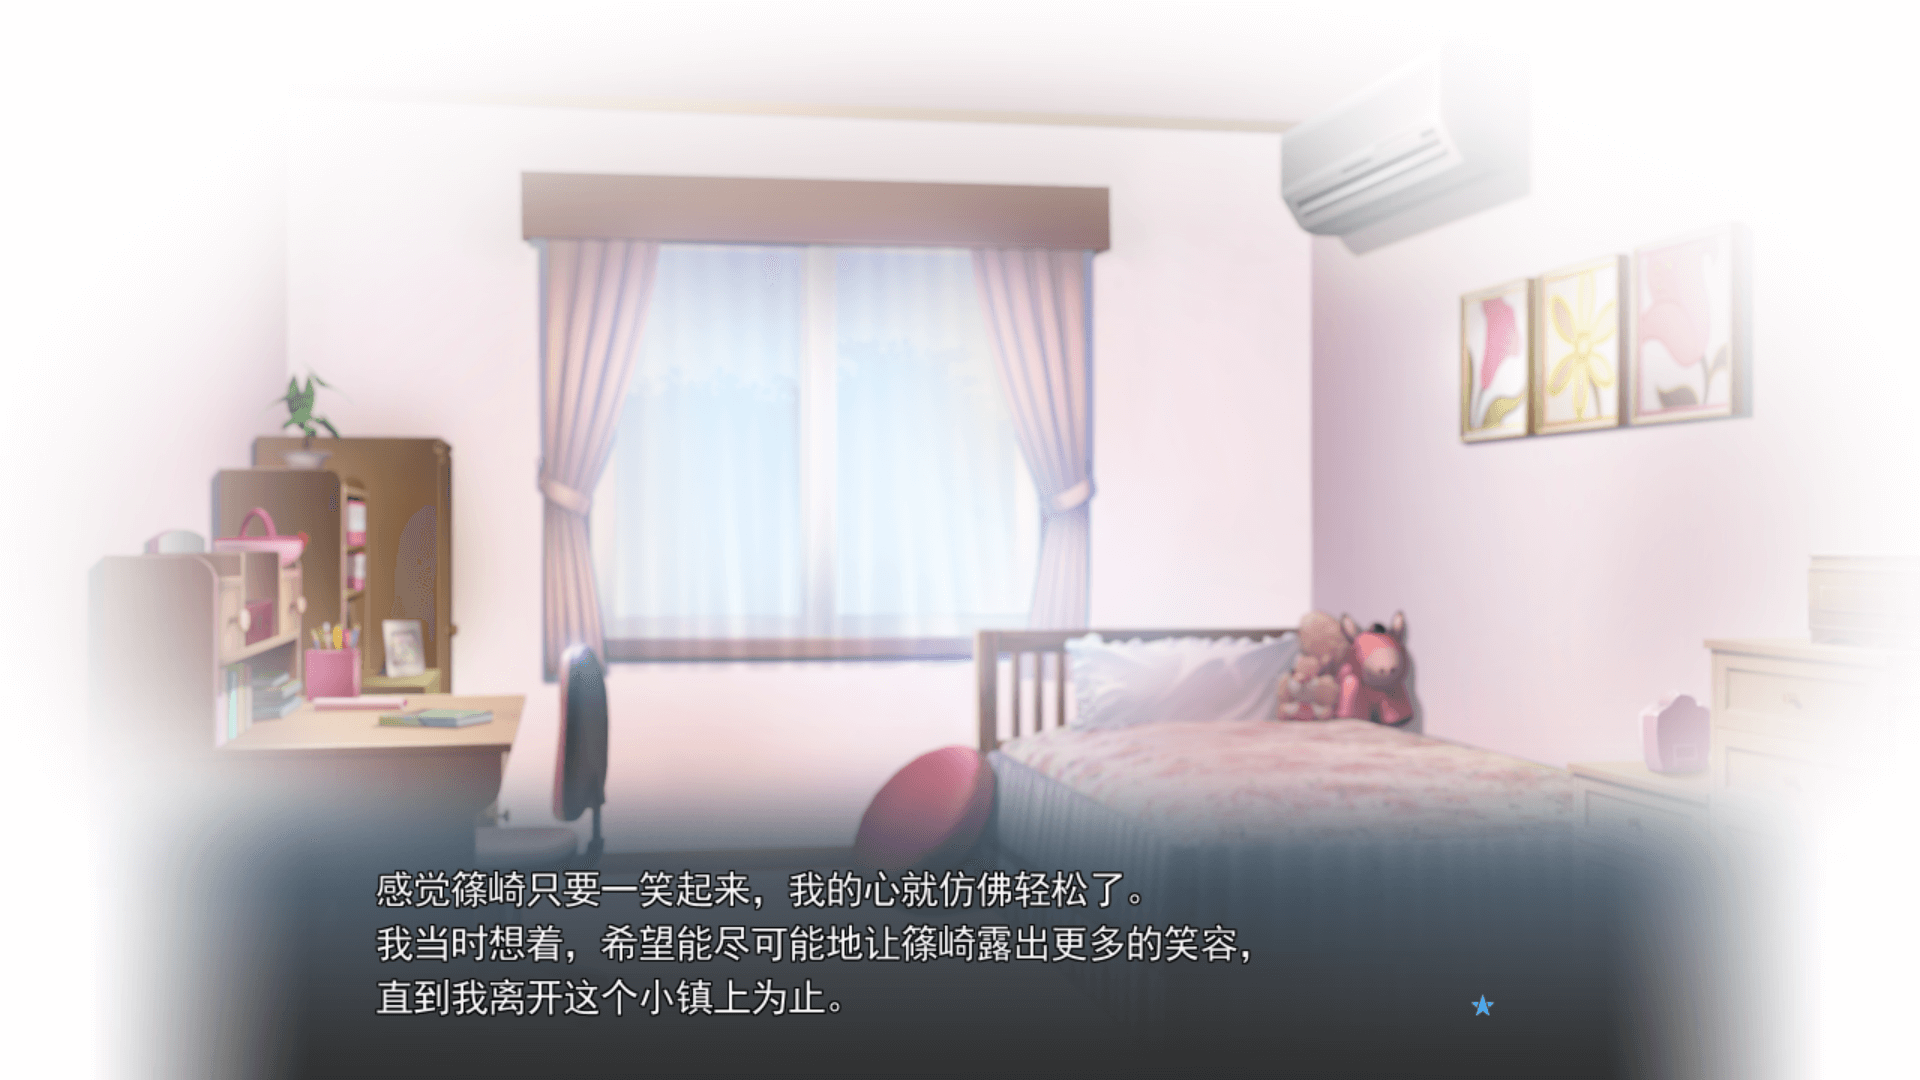 感觉篠崎只要一笑起来，我的心就仿佛轻松了。
我当时想着，希望能尽可能地让篠崎露出更多的笑容，
直到我离开这个小镇上为止。